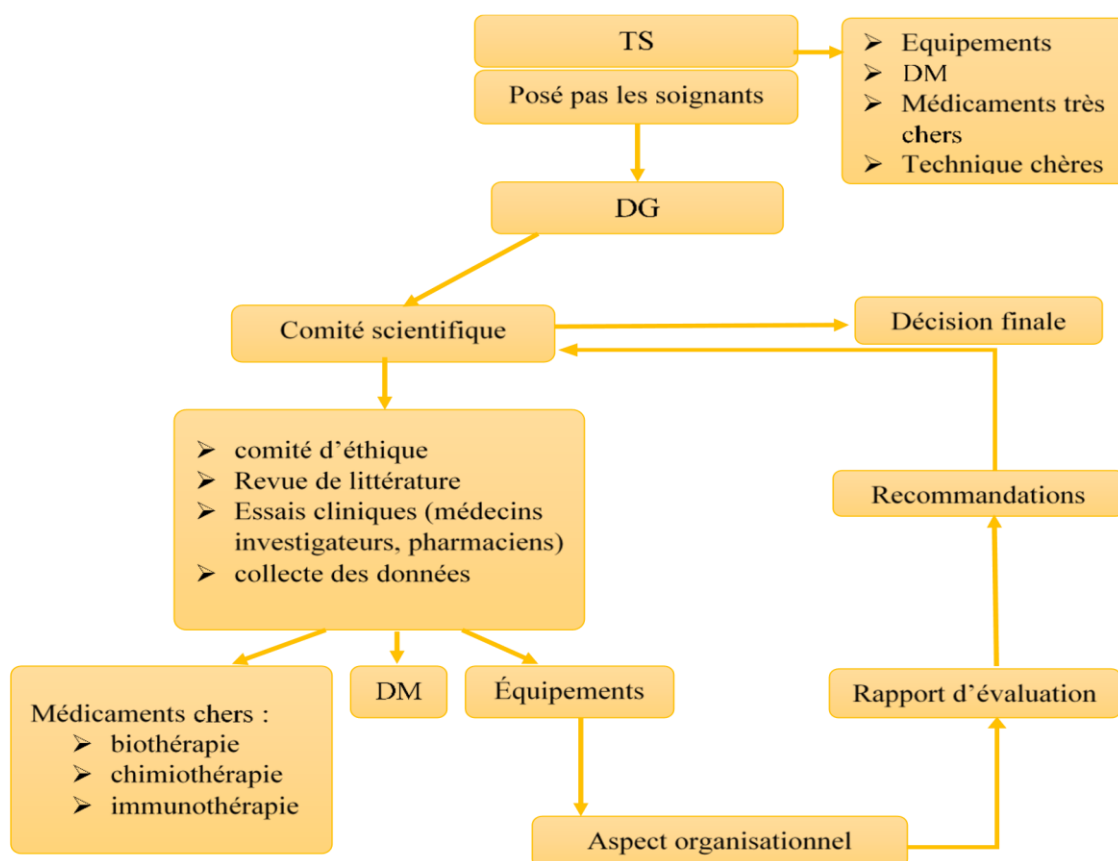 TS
Posé pas les soignants
➢ Equipements
➢ DM
➢ Médicaments très
chers
➢ Technique chères
DG
Comité scientifique
Décision finale
➢ comité d’éthique
➢ Revue de littérature
➢ Essais cliniques (médecins
investigateurs, pharmaciens)
➢ collecte des données
Recommandations
Médicaments chers :
➢ biothérapie
➢ chimiothérapie
➢ immunothérapie
DM
Équipements
Rapport d’évaluation
Aspect organisationnel